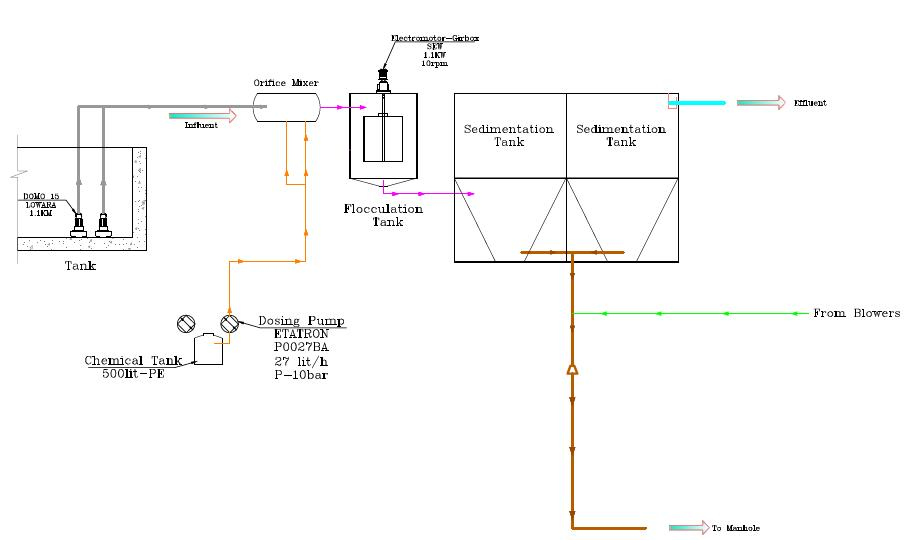 Electromotor-Girbox
SEW
1.1KW
10rpm
Orifice Mixer
Influent
Effluent
Sedimentation
Tank
Sedimentation
Tank
DOMO 15
LOWARA
1.1KW
Flocculation
Tank
Tank
From Blowers
Dosing Pump
ETATRON
P0027BA
27 lit/h
P-10bar
Chemical Tank
500lit-PE
To Manhole